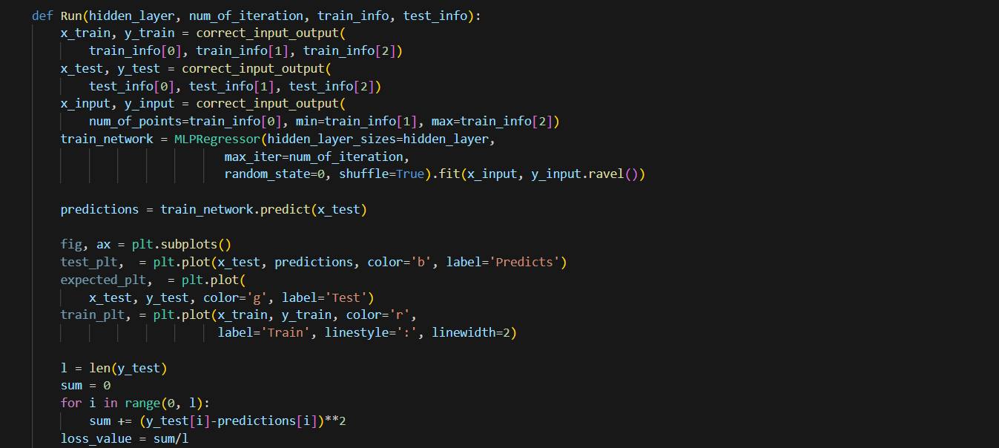 def Run(hidden_layer, num_of_iteration, train_info, test_info):
    x_train, y_train = correct_input_output(
        train_info[0], train_info[1], train_info[2])
    x_test, y_test = correct_input_output(
        test_info[0], test_info[1], test_info[2])
    x_input, y_input = correct_input_output(
        num_of_points=train_info[0], min=train_info[1], max=train_info[2])
    train_network = MLPRegressor(hidden_layer_sizes=hidden_layer,
                           max_iter=num_of_iteration,
                           random_state=0, shuffle=True).fit(x_input, y_input.ravel())

    predictions = train_network.predict(x_test)

    fig, ax = plt.subplots()
    test_plt,  = plt.plot(x_test, predictions, color='b', label='Predicts')
    expected_plt,  = plt.plot(
        x_test, y_test, color='g', label='Test')
    train_plt, = plt.plot(x_train, y_train, color='r',
                          label='Train', linestyle=':', linewidth=2)

    l = len(y_test)
    sum = 0
    for i in range(0, l):
        sum += (y_test[i]-predictions[i])**2
    loss_value = sum/l